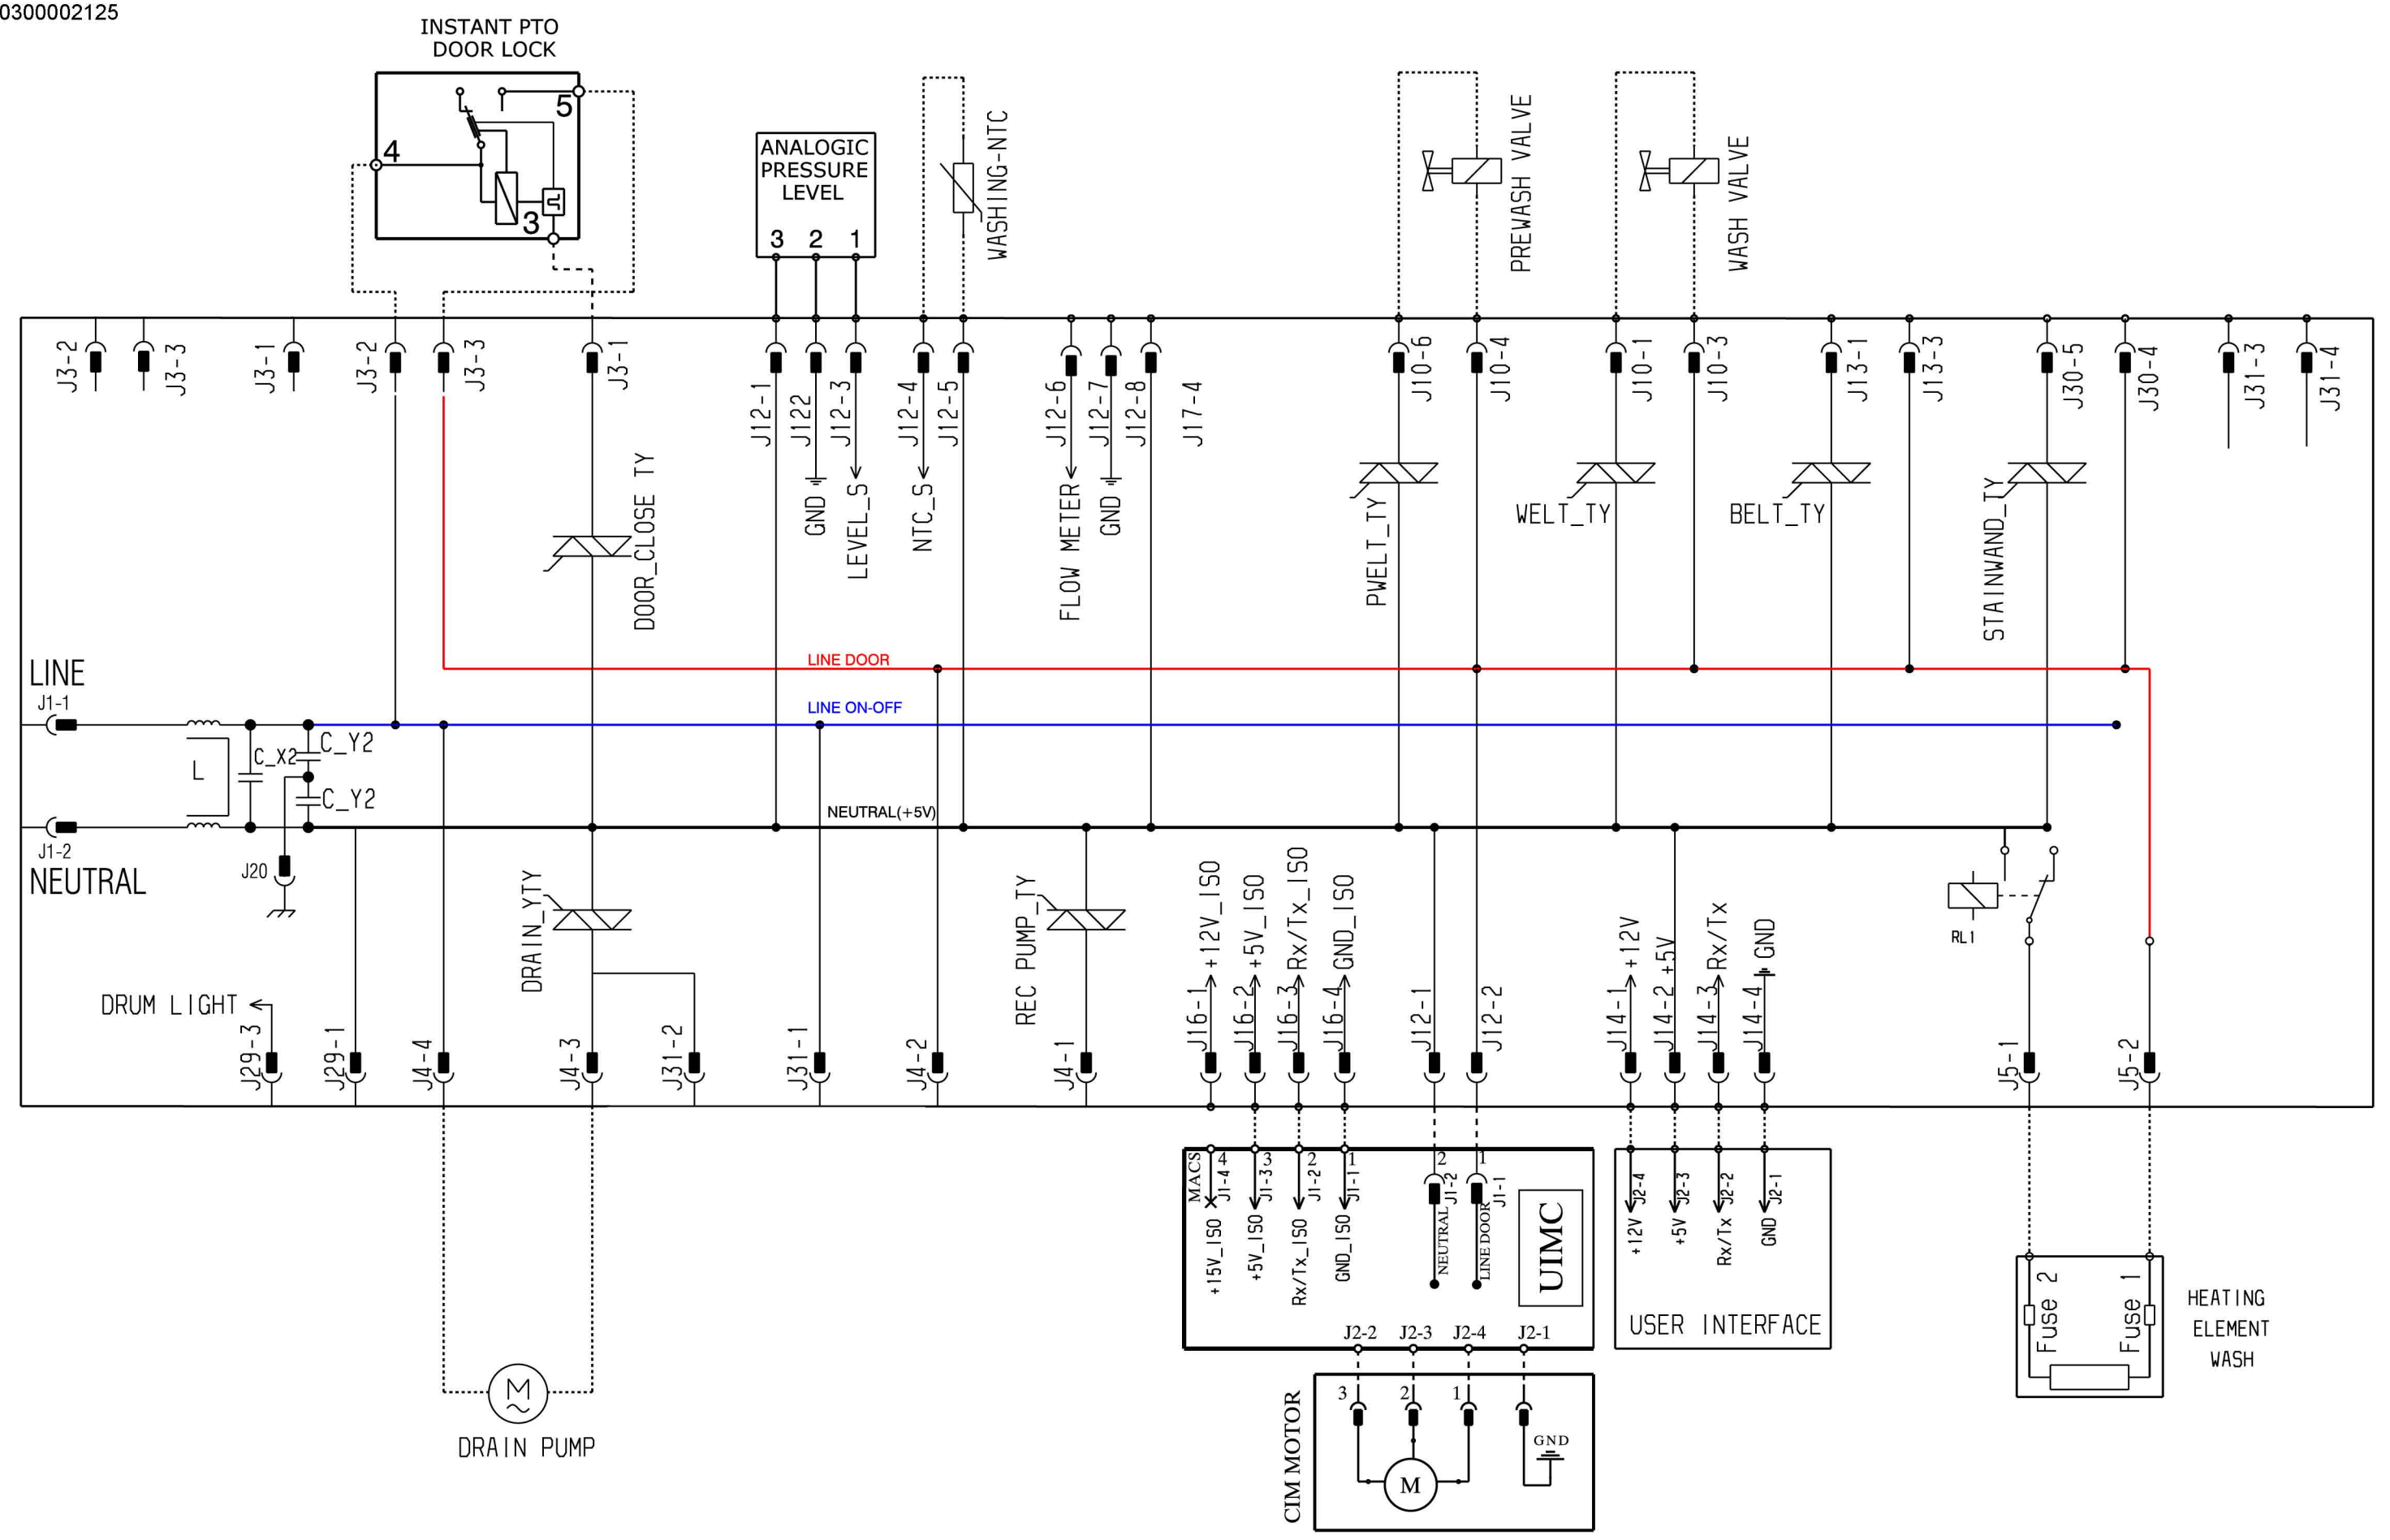 0300002125
INSTANT PTO
DOOR LOCK
5
4
3
ANALOGIC
PRESSURE
LEVEL
3 2 1
WASHING-NTC
PREWASH VALVE
WASH VALVE
J3-2
J3-3
J3-1
J3-2
J3-3
J3-1
J12-1
J122
J12-3
J12-4
J12-5
J12-6
J12-7
J12-8
J17-4
J10-6
J10-4
J10-1
J10-3
J13-1
J13-3
J30-5
J30-4
J31-3
J31-4
DOOR_CLOSE TY
GND
LEVEL_S
NTC_S
FLOW METER
GND
PWELT_TY
WELT_TY
BELT_TY
STAINWAND_TY
LINE DOOR
LINE
J1-1
LINE ON-OFF
C_Y2
C_X2
L
C_Y2
NEUTRAL(+5V)
J1-2
NEUTRAL
J20
DRAIN_YTY
REC PUMP_TY
+12V_ISO
+5V_ISO
Rx/Tx_ISO
GND_ISO
+12V
+5V
Rx/Tx
GND
RL1
DRUM LIGHT
J29-3
J29-1
J4-4
J4-3
J31-2
J31-1
J4-2
J4-1
J16-1
J16-2
J16-3
J16-4
J12-1
J12-2
J14-1
J14-2
J14-3
J14-4
J5-1
J5-2
MACS
4 3 2 1 2 1
J1-4
J1-3
J1-2
J1-1
J1-2
J1-1
+15V_ISO
+5V_ISO
Rx/Tx_ISO
GND_ISO
NEUTRAL
LINE DOOR
UIMC
J2-2 J2-3 J2-4 J2-1
J2-4
J2-3
J2-2
J2-1
+12V
+5V
Rx/Tx
GND
USER INTERFACE
Fuse 2
Fuse 1
HEATING
ELEMENT
WASH
M
DRAIN PUMP
CIM MOTOR
3 2 1
GND
M